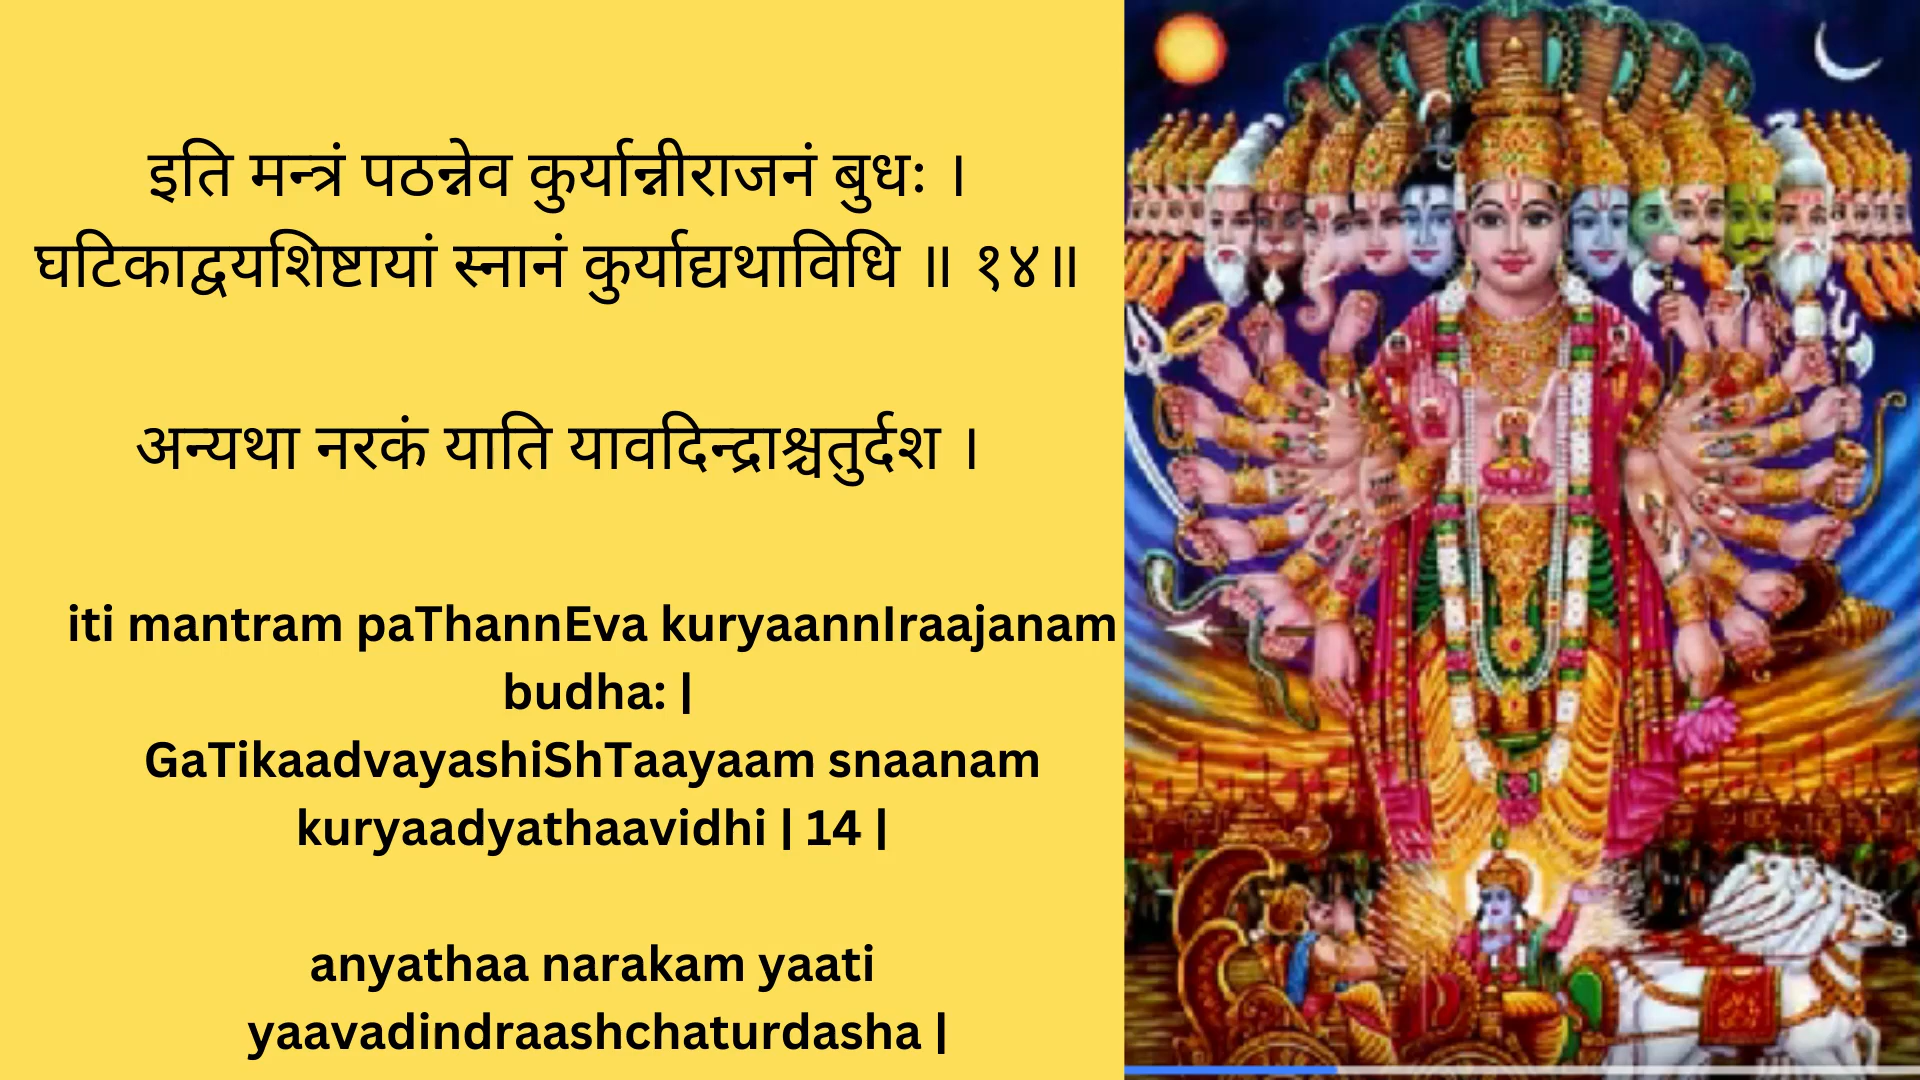 इति मन्त्रं पठन्नेव कुर्यान्नीराजनं बुधः ।
घटिकाद्वयशिष्टायां स्नानं कुर्याद्यथाविधि ॥ १४॥
अन्यथा नरकं याति यावदिन्द्राश्चतुर्दश ।
iti mantram paThannEva kuryaannIraajanam
budha: |
GaTikaadvayashiShTaayaam snaanam
kuryaadyathaavidhi | 14 |
anyathaa narakam yaati
yaavadindraashchaturdasha |